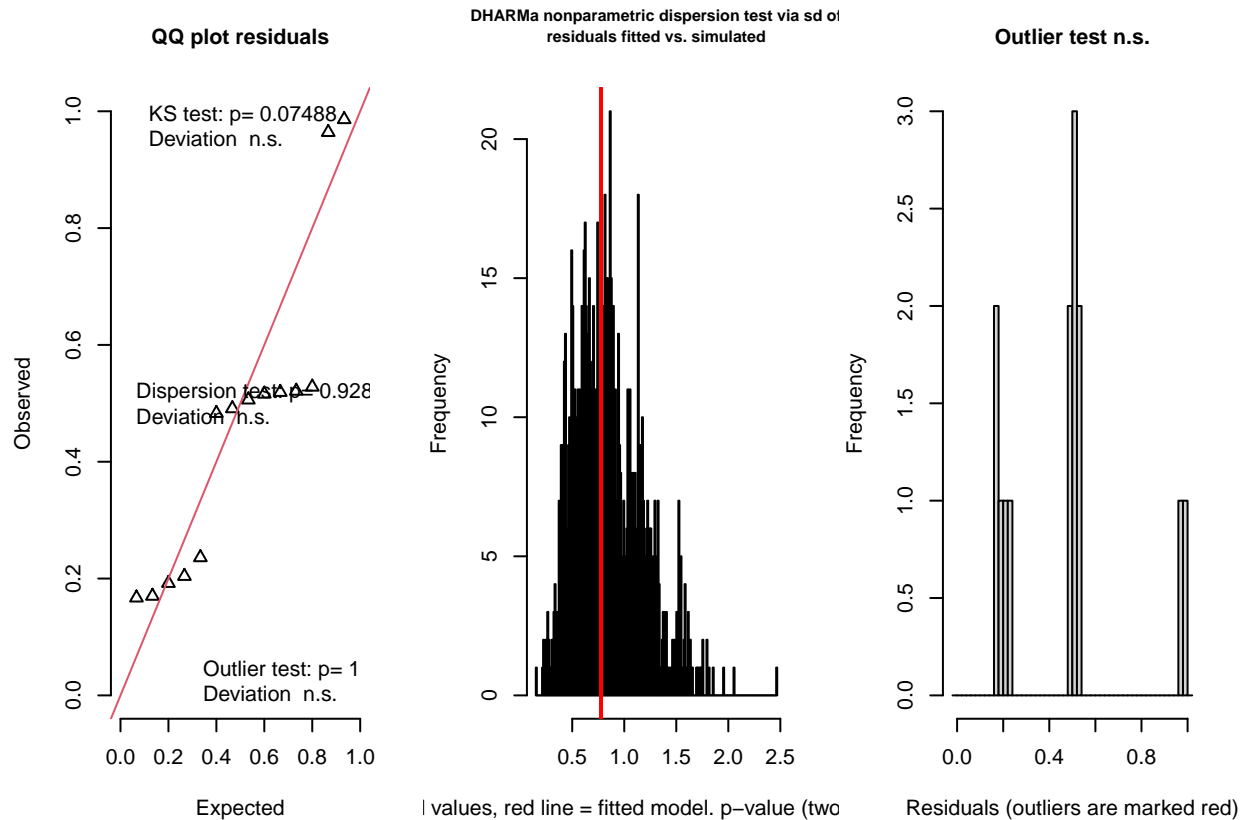 QQ plot residuals
KS test: p= 0.07488
Deviation n.s.
Dispersion test: p= 0.928
Deviation n.s.
Outlier test: p= 1
Deviation n.s.
Observed
0.0 0.2 0.4 0.6 0.8 1.0
0.0 0.2 0.4 0.6 0.8 1.0
Expected
DHARMa nonparametric dispersion test via sd of
residuals fitted vs. simulated
Frequency
0 5 10 15 20
0.5 1.0 1.5 2.0 2.5
l values, red line = fitted model. p−value (two
Outlier test n.s.
Frequency
0.0 0.5 1.0 1.5 2.0 2.5 3.0
0.0 0.4 0.8
Residuals (outliers are marked red)